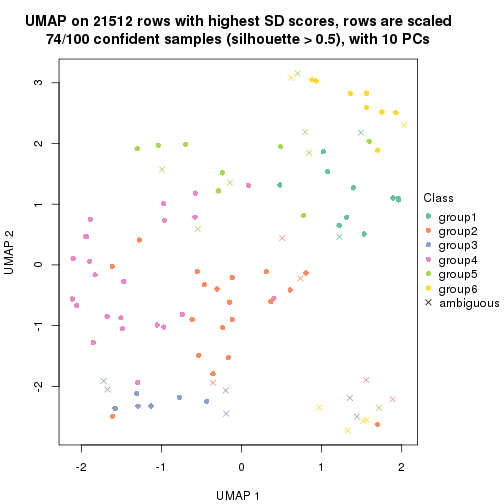 UMAP on 21512 rows with highest SD scores, rows are scaled
74/100 confident samples (silhouette > 0.5), with 10 PCs
3
2
1
0
-1
-2
UMAP 2
-2
-1
0
1
2
UMAP 1
Class
group1
group2
group3
group4
group5
group6
ambiguous